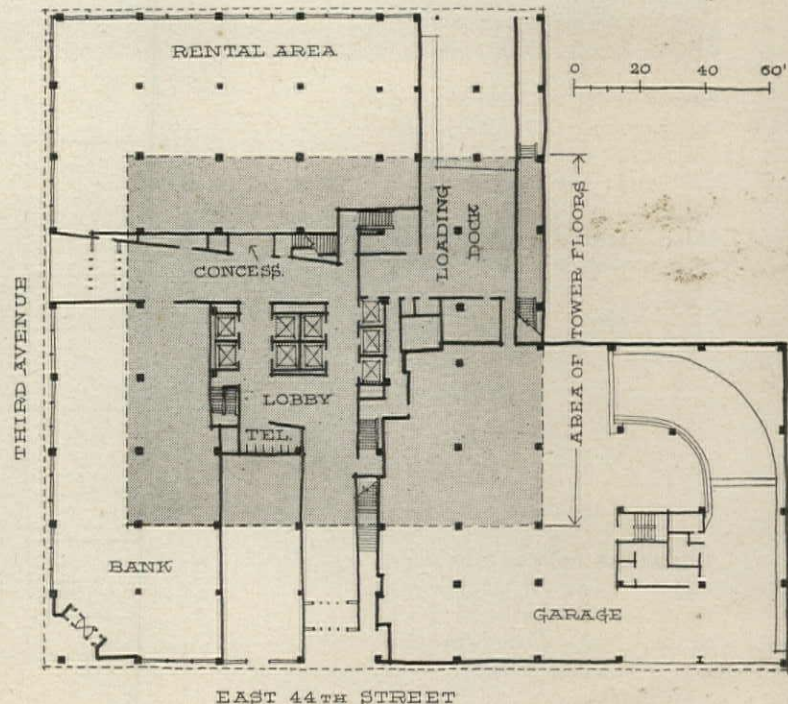 RENTAL AREA
0 20 40 60'
LOADING
DOCK
AREA OF TOWER FLOORS
CONCESS.
THIRD AVENUE
LOBBY
TEL.
BANK
GARAGE
EAST 44TH STREET